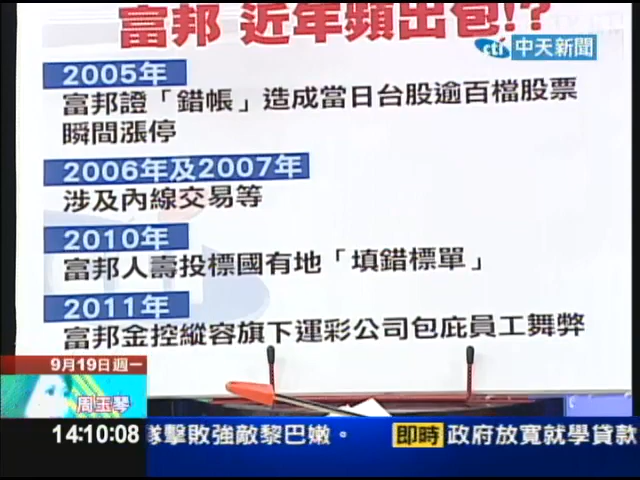 富邦 近年頻出包!?
cti 中天新聞
2005年
富邦證「錯帳」造成當日台股逾百檔股票
瞬間漲停
2006年及2007年
涉及內線交易等
2010年
富邦人壽投標國有地「填錯標單」
2011年
富邦金控縱容旗下運彩公司包庇員工舞弊
9月19日週一
周玉琴
14:10:08
隊擊敗強敵黎巴嫩。 即時 政府放寬就學貸款